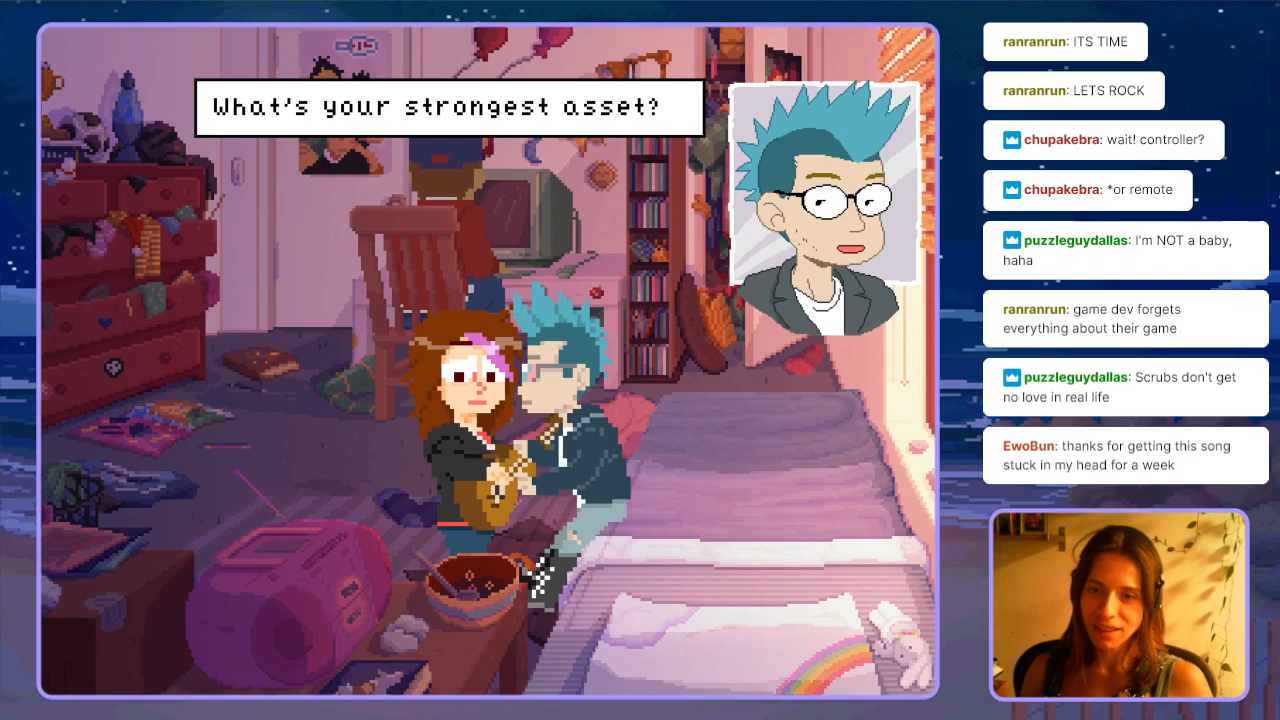 What's your strongest asset?
ranranrun: ITS TIME
ranranrun: LETS ROCK
chupakebra: wait! controller?
chupakebra: *or remote
puzzleguydallas: I'm NOT a baby,
haha
ranranrun: game dev forgets
everything about their game
puzzleguydallas: Scrubs don't get
no love in real life
EwoBun: thanks for getting this song
stuck in my head for a week